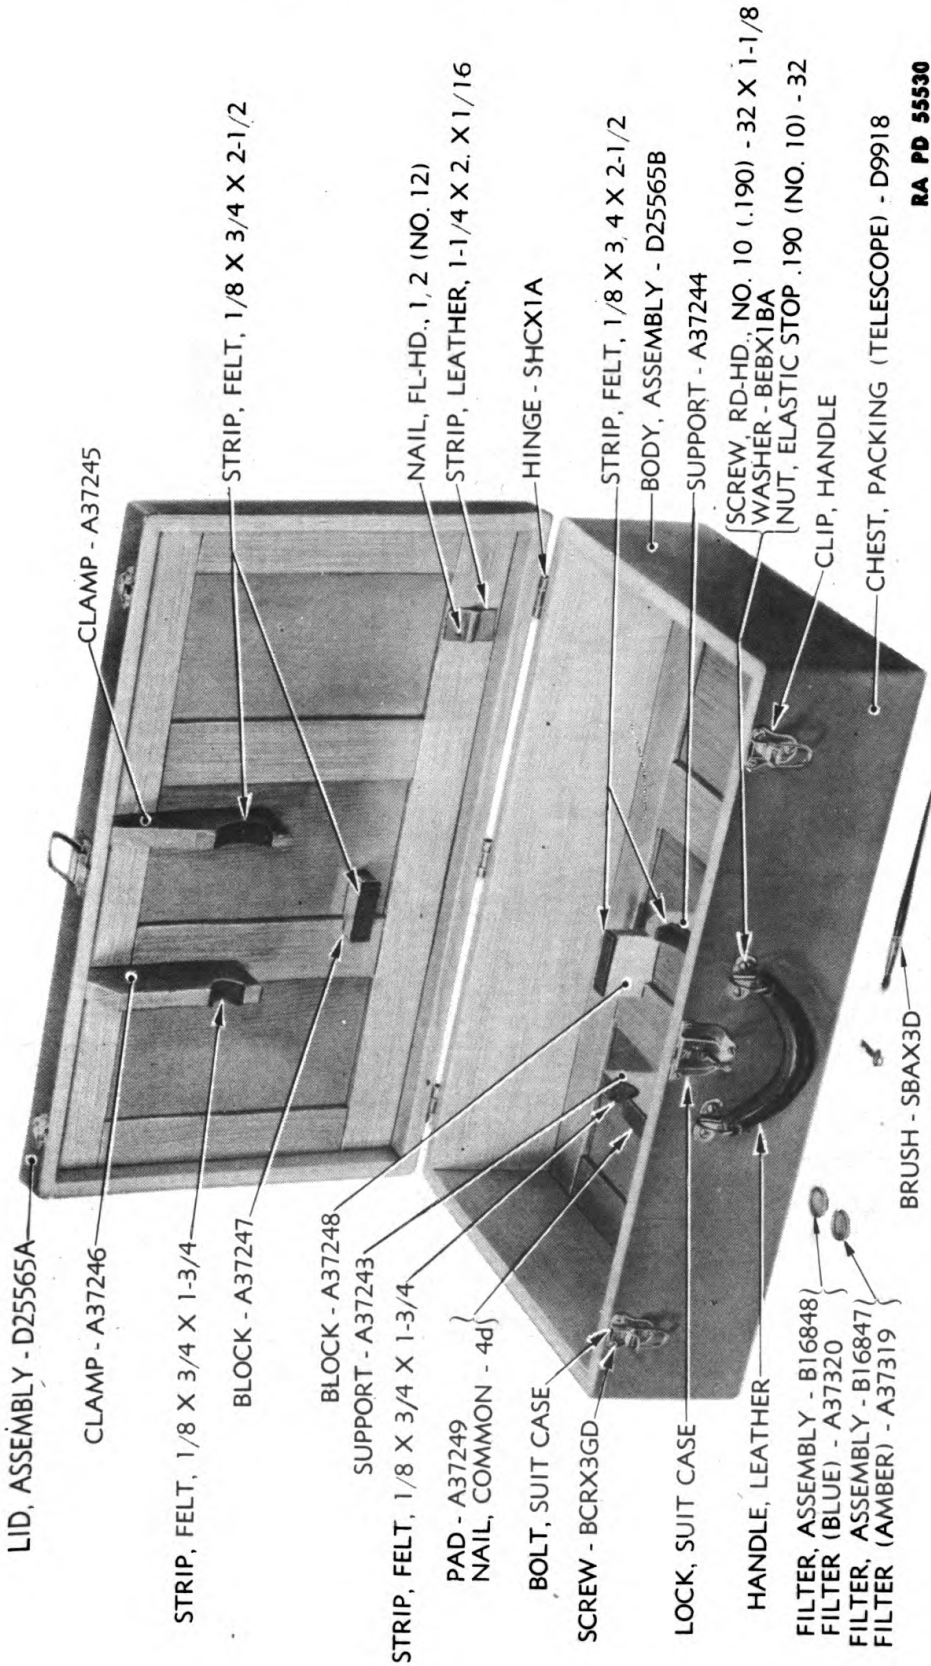 LID, ASSEMBLY - D25565A
CLAMP - A37246
STRIP, FELT, 1/8 X 3/4 X 1-3/4
BLOCK - A37247
BLOCK - A37248
SUPPORT - A37243
STRIP, FELT, 1/8 X 3/4 X 1-3/4
PAD - A37249
NAIL, COMMON - 4d
BOLT, SUIT CASE
SCREW - BCRX3GD
LOCK, SUIT CASE
HANDLE, LEATHER
FILTER, ASSEMBLY - B16848
FILTER (BLUE) - A37320
FILTER, ASSEMBLY - B16847
FILTER (AMBER) - A37319
BRUSH - SBAX3D
CLAMP - A37245
STRIP, FELT, 1/8 X 3/4 X 2-1/2
NAIL, FL-HD., 1, 2 (NO. 12)
STRIP, LEATHER, 1-1/4 X 2. X 1/16
HINGE - SHCX1A
STRIP, FELT, 1/8 X 3, 4 X 2-1/2
BODY, ASSEMBLY - D25565B
SUPPORT - A37244
SCREW, RD-HD., NO. 10 (.190) - 32 X 1-1/8
WASHER - BEBX1BA
NUT, ELASTIC STOP .190 (NO. 10) - 32
CLIP, HANDLE
CHEST, PACKING (TELESCOPE) - D9918
RA PD 55530